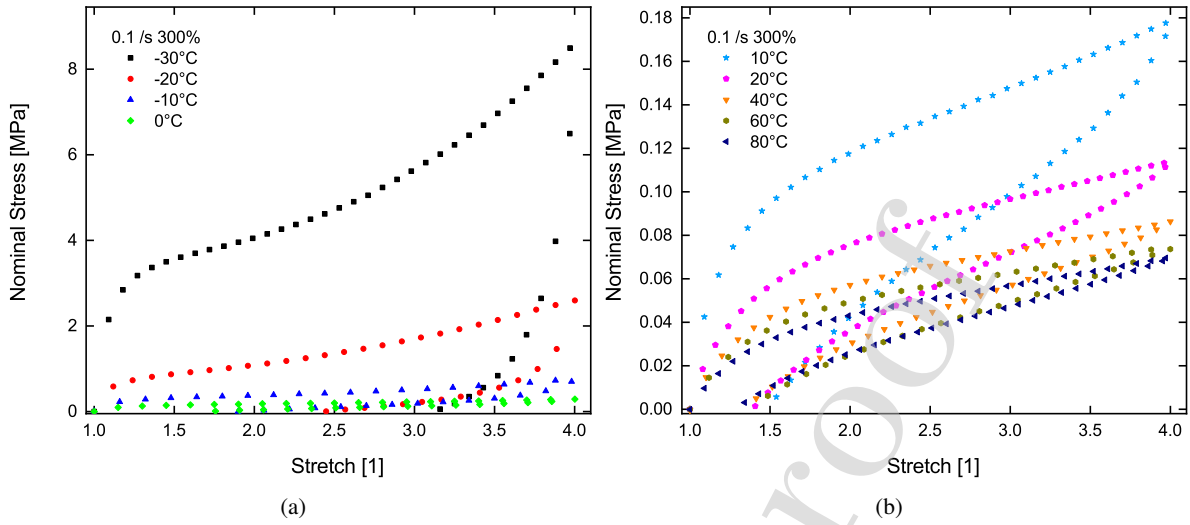 0.1 /s 300%
-30°C
-20°C
-10°C
0°C
8
6
4
2
0
1.0 1.5 2.0 2.5 3.0 3.5 4.0
Nominal Stress [MPa]
Stretch [1]
(a)
0.1 /s 300%
10°C
20°C
40°C
60°C
80°C
0.18
0.16
0.14
0.12
0.10
0.08
0.06
0.04
0.02
0.00
1.0 1.5 2.0 2.5 3.0 3.5 4.0
Nominal Stress [MPa]
Stretch [1]
(b)
roof